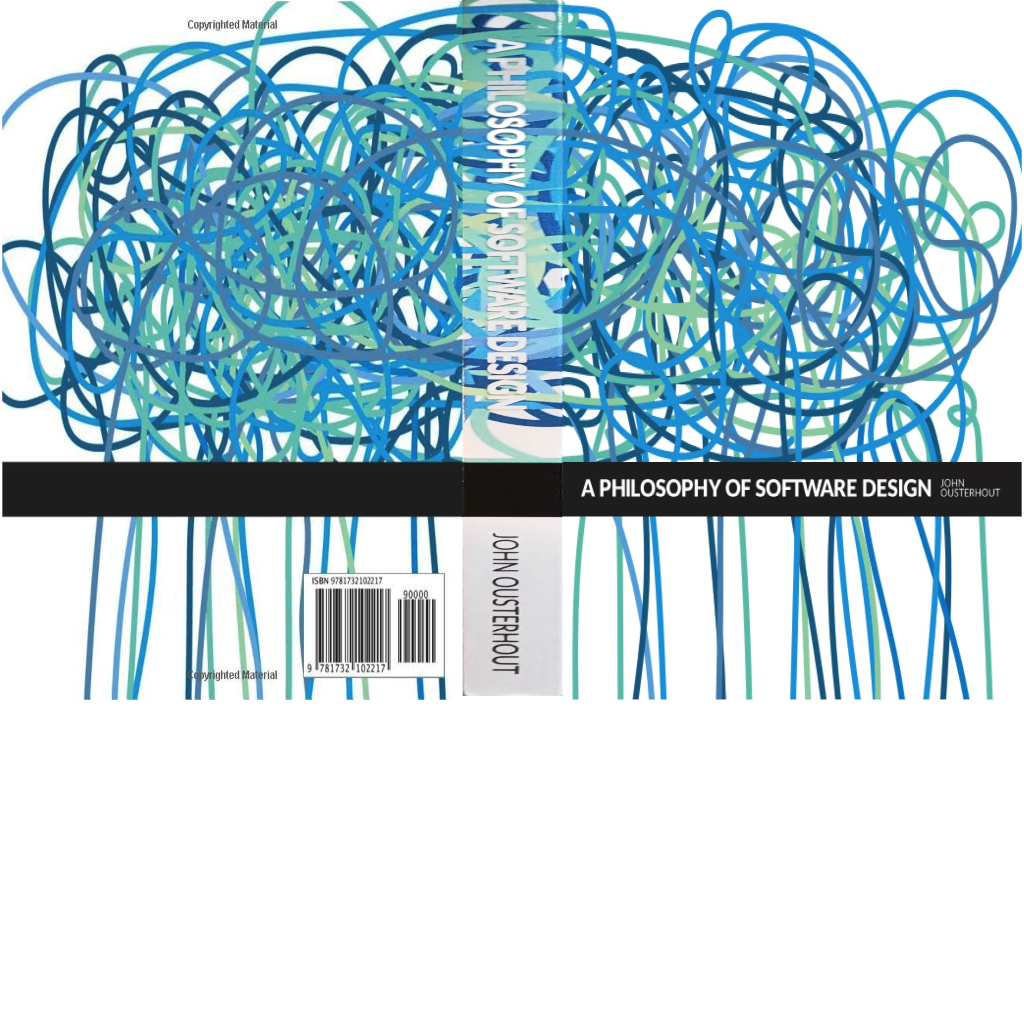 Copyrighted Material
A PHILOSOPHY OF SOFTWARE DESIGN
A PHILOSOPHY OF SOFTWARE DESIGN
JOHN
OUSTERHOUT
JOHN OUSTERHOUT
ISBN 9781732102217
90000
9 781732 102217
Copyrighted Material